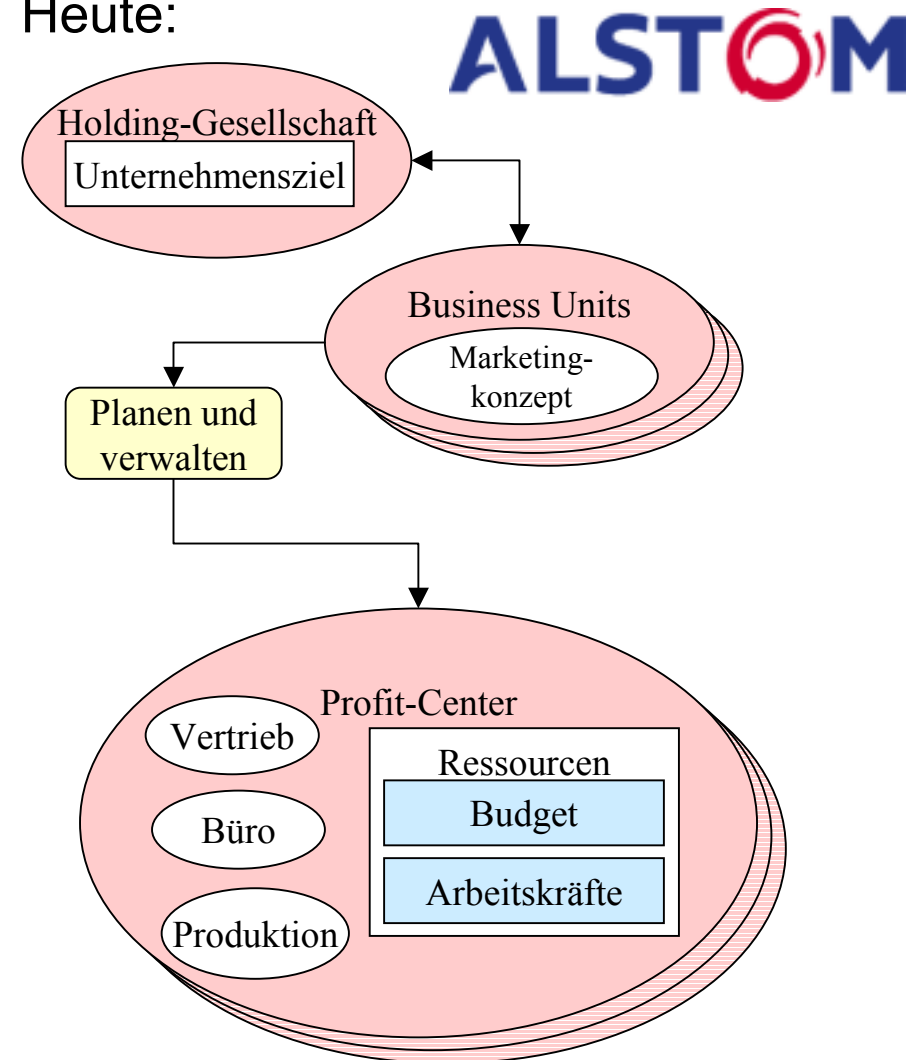 Heute:
ALSTOM
Holding-Gesellschaft
Unternehmensziel
Business Units
Marketing-
konzept
Planen und
verwalten
Profit-Center
Vertrieb
Ressourcen
Budget
Büro
Arbeitskräfte
Produktion